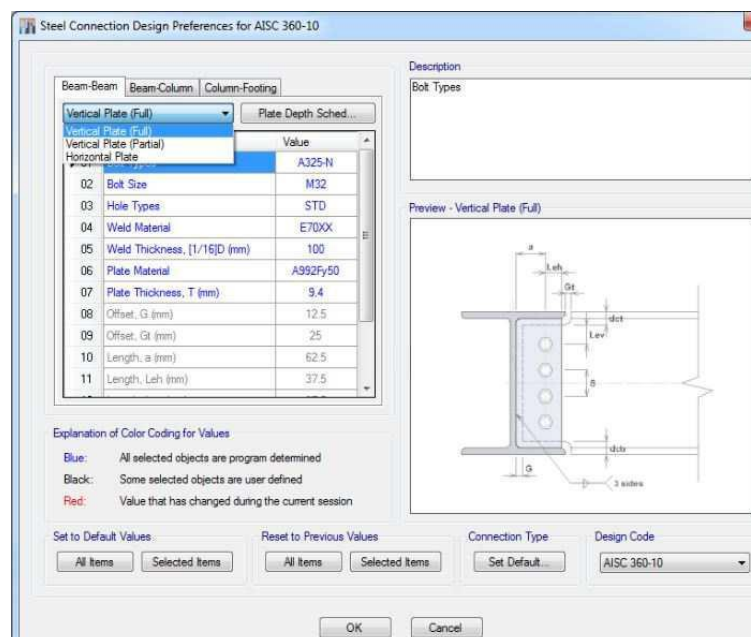 Steel Connection Design Preferences for AISC 360-10
Beam-Beam Beam-Column Column-Footing
Vertical Plate (Full) Plate Depth Sched...
Vertical Plate (Full)
Vertical Plate (Partial)
Horizontal Plate
Value
Bolt Types A325-N
02 Bolt Size M32
03 Hole Types STD
04 Weld Material E70XX
05 Weld Thickness, [1/16]D (mm) 100
06 Plate Material A992Fy50
07 Plate Thickness, T (mm) 9.4
08 Offset, G (mm) 12.5
09 Offset, Gt (mm) 25
10 Length, a (mm) 62.5
11 Length, Leh (mm) 37.5
Explanation of Color Coding for Values
Blue: All selected objects are program determined
Black: Some selected objects are user defined
Red: Value that has changed during the current session
Description
Bolt Types
Preview - Vertical Plate (Full)
a
Leh
Gt
dct
Lev
S
dcb
G
3 sides
Set to Default Values
All Items Selected Items
Reset to Previous Values
All Items Selected Items
Connection Type
Set Default...
Design Code
AISC 360-10
OK Cancel